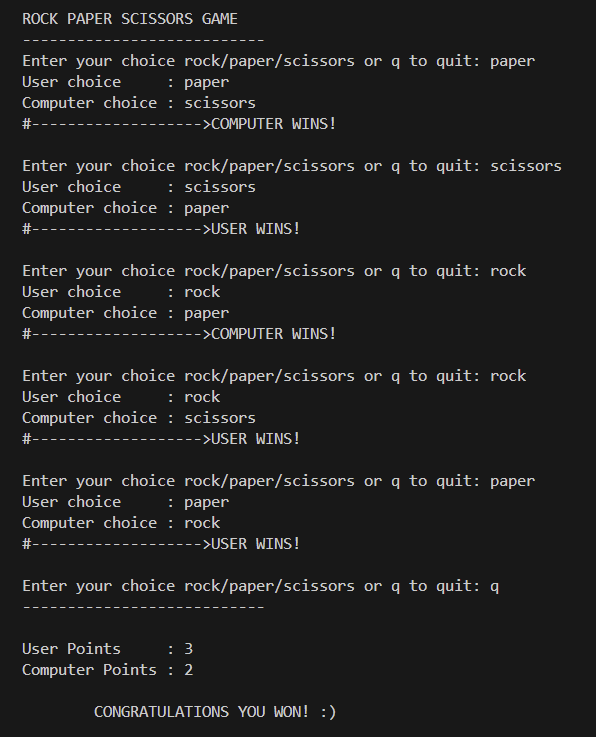 ROCK PAPER SCISSORS GAME
---------------------------
Enter your choice rock/paper/scissors or q to quit: paper
User choice     : paper
Computer choice : scissors
#------------------->COMPUTER WINS!
Enter your choice rock/paper/scissors or q to quit: scissors
User choice     : scissors
Computer choice : paper
#------------------->USER WINS!
Enter your choice rock/paper/scissors or q to quit: rock
User choice     : rock
Computer choice : paper
#------------------->COMPUTER WINS!
Enter your choice rock/paper/scissors or q to quit: rock
User choice     : rock
Computer choice : scissors
#------------------->USER WINS!
Enter your choice rock/paper/scissors or q to quit: paper
User choice     : paper
Computer choice : rock
#------------------->USER WINS!
Enter your choice rock/paper/scissors or q to quit: q
---------------------------
User Points     : 3
Computer Points : 2
        CONGRATULATIONS YOU WON! :)